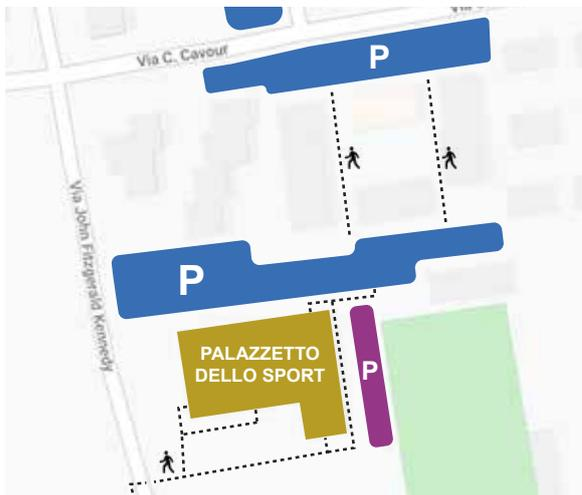 Via C. Cavour
P
Via John Fitzgerald Kennedy
P
PALAZZETTO
DELLO SPORT
P